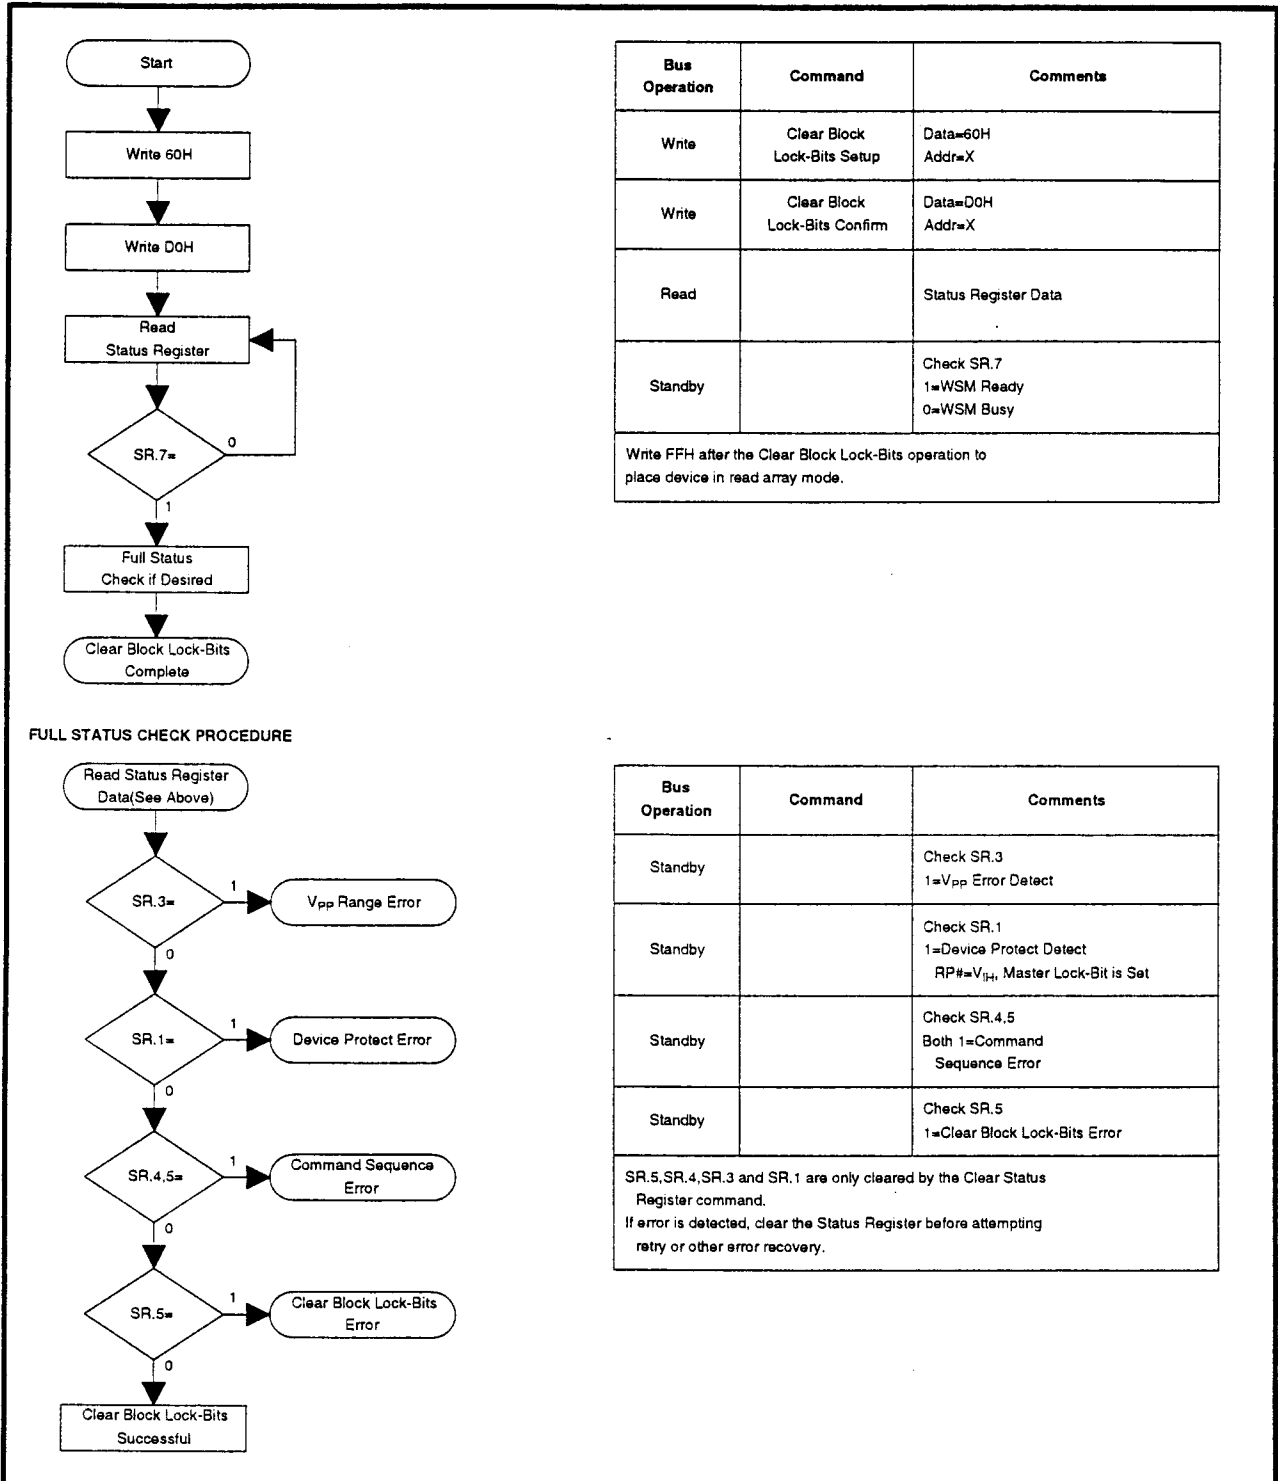 Start
Write 60H
Write D0H
Read
Status Register
SR.7=
0
1
Full Status
Check if Desired
Clear Block Lock-Bits
Complete
Bus
Operation
Command
Comments
Write
Clear Block
Lock-Bits Setup
Data=60H
Addr=X
Write
Clear Block
Lock-Bits Confirm
Data=D0H
Addr=X
Read
Status Register Data
Standby
Check SR.7
1=WSM Ready
0=WSM Busy
Write FFH after the Clear Block Lock-Bits operation to
place device in read array mode.
FULL STATUS CHECK PROCEDURE
Read Status Register
Data(See Above)
SR.3=
1
VPP Range Error
0
SR.1=
1
Device Protect Error
0
SR.4,5=
1
Command Sequence
Error
0
SR.5=
1
Clear Block Lock-Bits
Error
0
Clear Block Lock-Bits
Successful
Bus
Operation
Command
Comments
Standby
Check SR.3
1=VPP Error Detect
Standby
Check SR.1
1=Device Protect Detect
RP#=VIH, Master Lock-Bit is Set
Standby
Check SR.4,5
Both 1=Command
Sequence Error
Standby
Check SR.5
1=Clear Block Lock-Bits Error
SR.5,SR.4,SR.3 and SR.1 are only cleared by the Clear Status
Register command.
If error is detected, clear the Status Register before attempting
retry or other error recovery.